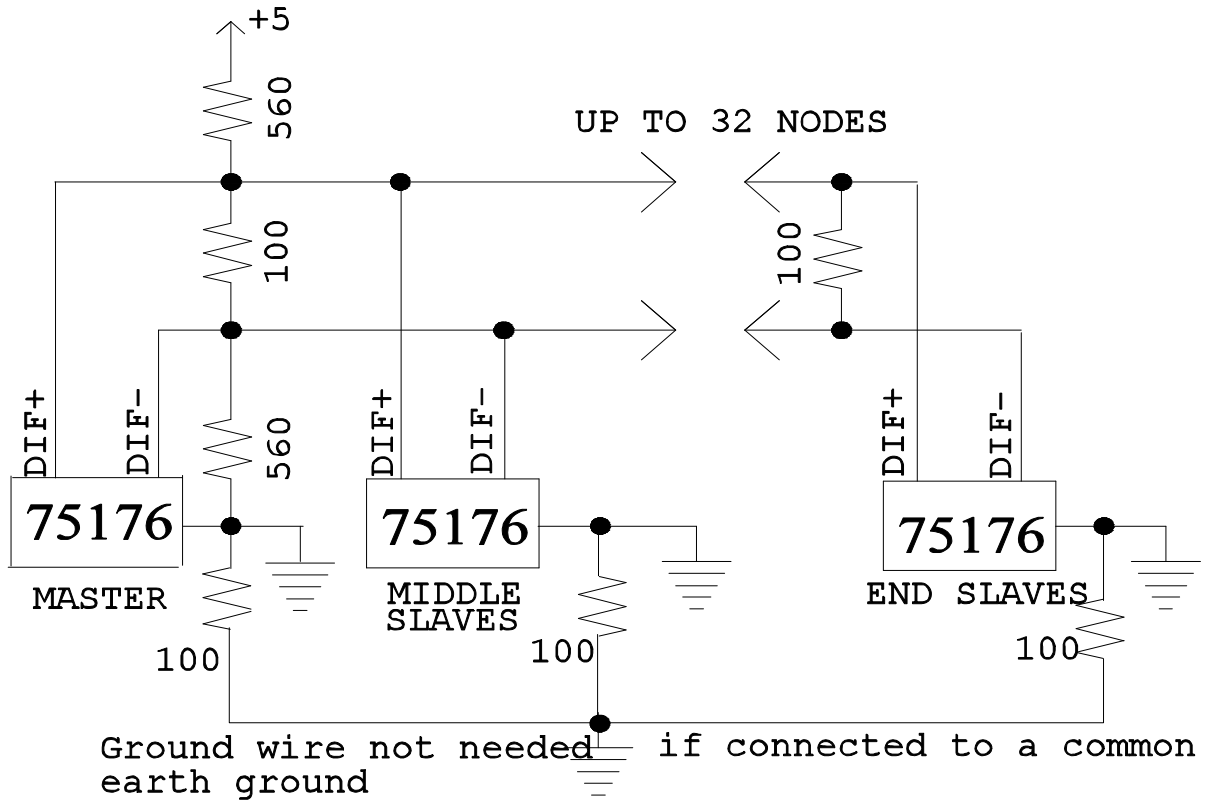 +5
560
UP TO 32 NODES
100
100
DIF+
DIF-
560
DIF+
DIF-
DIF+
DIF-
75176
75176
75176
MASTER
MIDDLE
SLAVES
END SLAVES
100
100
100
Ground wire not needed if connected to a common
earth ground